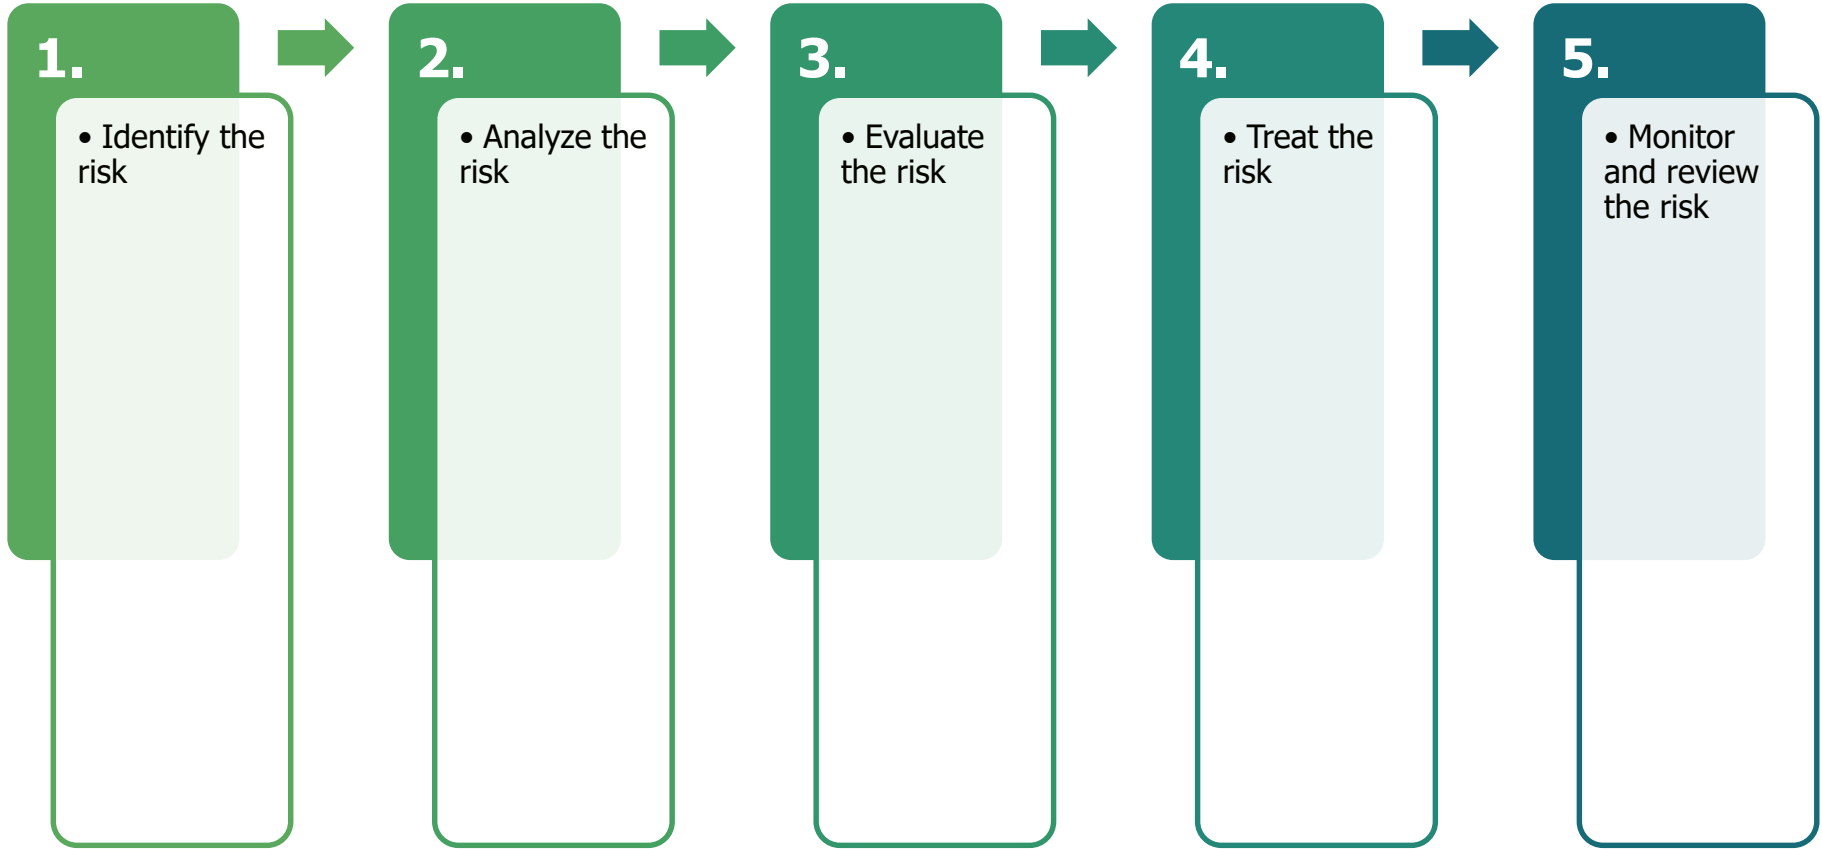 1.
• Identify the
risk
2.
• Analyze the
risk
3.
• Evaluate
the risk
4.
• Treat the
risk
5.
• Monitor
and review
the risk